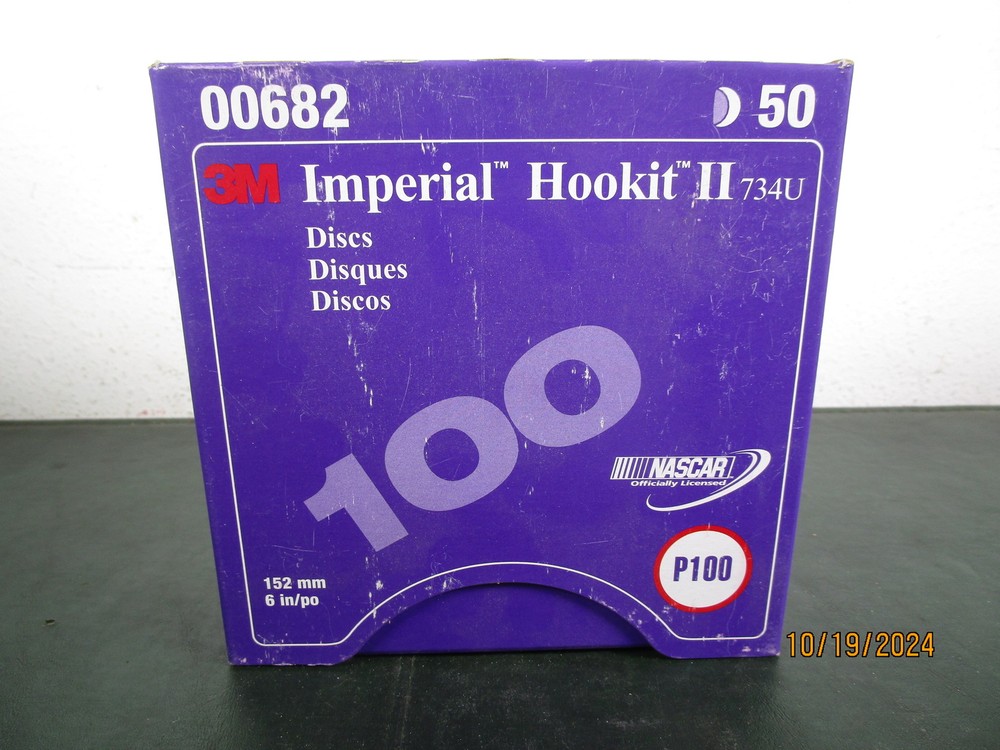 00682 50
3M Imperial™ Hookit™ II 734U
Discs
Disques
Discos
100
NASCAR
Officially Licensed
P100
152 mm
6 in/po
10/19/2024